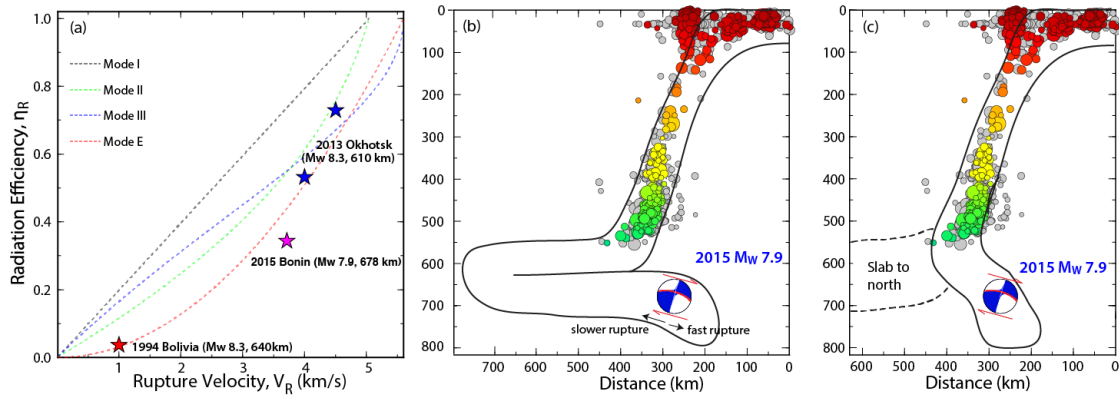 (a)
Mode I
Mode II
Mode III
Mode E
2013 Okhotsk
(Mw 8.3, 610 km)
2015 Bonin (Mw 7.9, 678 km)
1994 Bolivia (Mw 8.3, 640km)
Radiation Efficiency, ηR
0.0
0.2
0.4
0.6
0.8
1.0
1
2
3
4
5
Rupture Velocity, VR (km/s)
(b)
0
100
200
300
400
500
600
700
800
2015 MW 7.9
slower rupture
fast rupture
700
600
500
400
300
200
100
0
Distance (km)
(c)
0
100
200
300
400
500
600
700
800
2015 MW 7.9
Slab to
north
600
500
400
300
200
100
0
Distance (km)